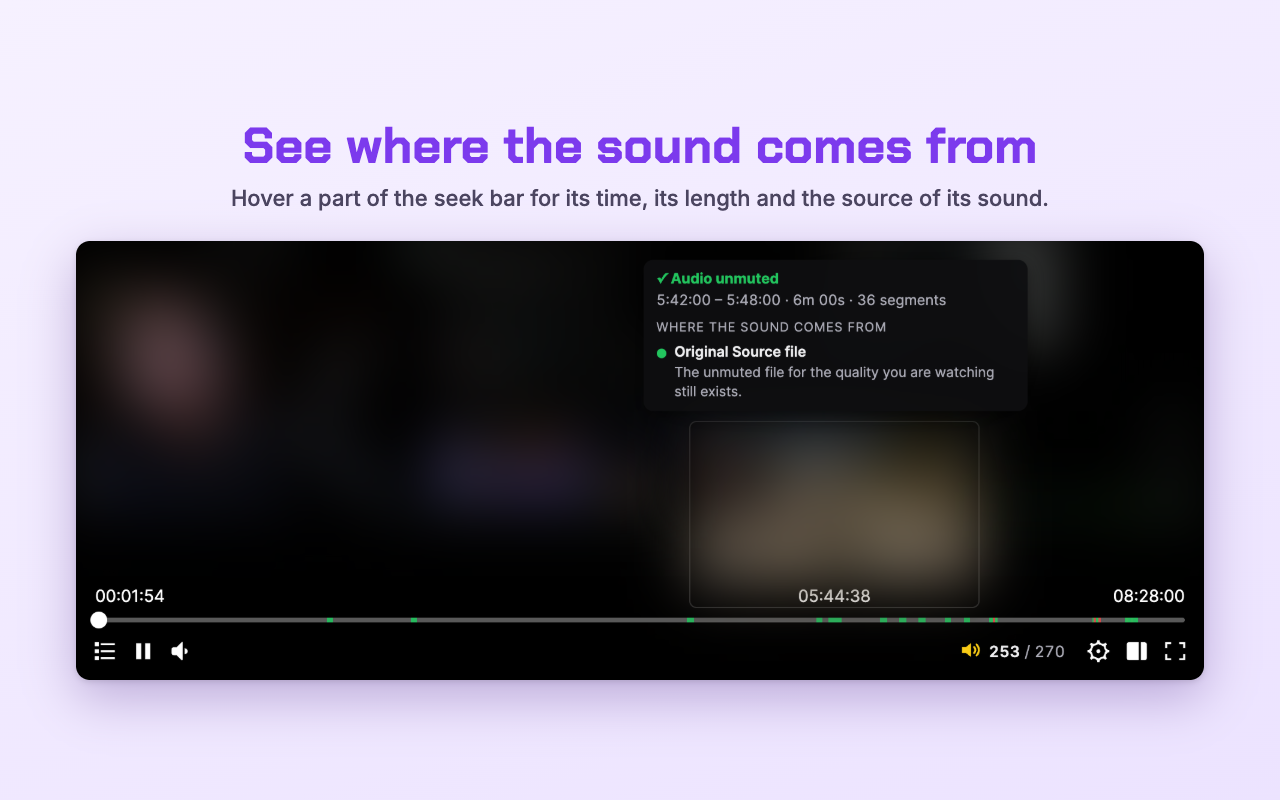 See where the sound comes from
Hover a part of the seek bar for its time, its length and the source of its sound.
✓Audio unmuted
5:42:00 – 5:48:00 · 6m 00s · 36 segments
WHERE THE SOUND COMES FROM
Original Source file
The unmuted file for the quality you are watching
still exists.
00:01:54
05:44:38
08:28:00
253 / 270